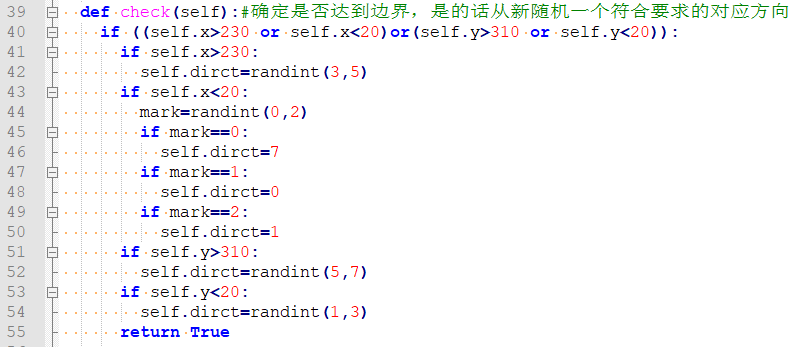 39 def check(self):#确定是否达到边界，是的话从新随机一个符合要求的对应方向
40 if ((self.x>230 or self.x<20)or(self.y>310 or self.y<20)):
41 if self.x>230:
42 self.dirct=randint(3,5)
43 if self.x<20:
44 mark=randint(0,2)
45 if mark==0:
46 self.dirct=7
47 if mark==1:
48 self.dirct=0
49 if mark==2:
50 self.dirct=1
51 if self.y>310:
52 self.dirct=randint(5,7)
53 if self.y<20:
54 self.dirct=randint(1,3)
55 return True